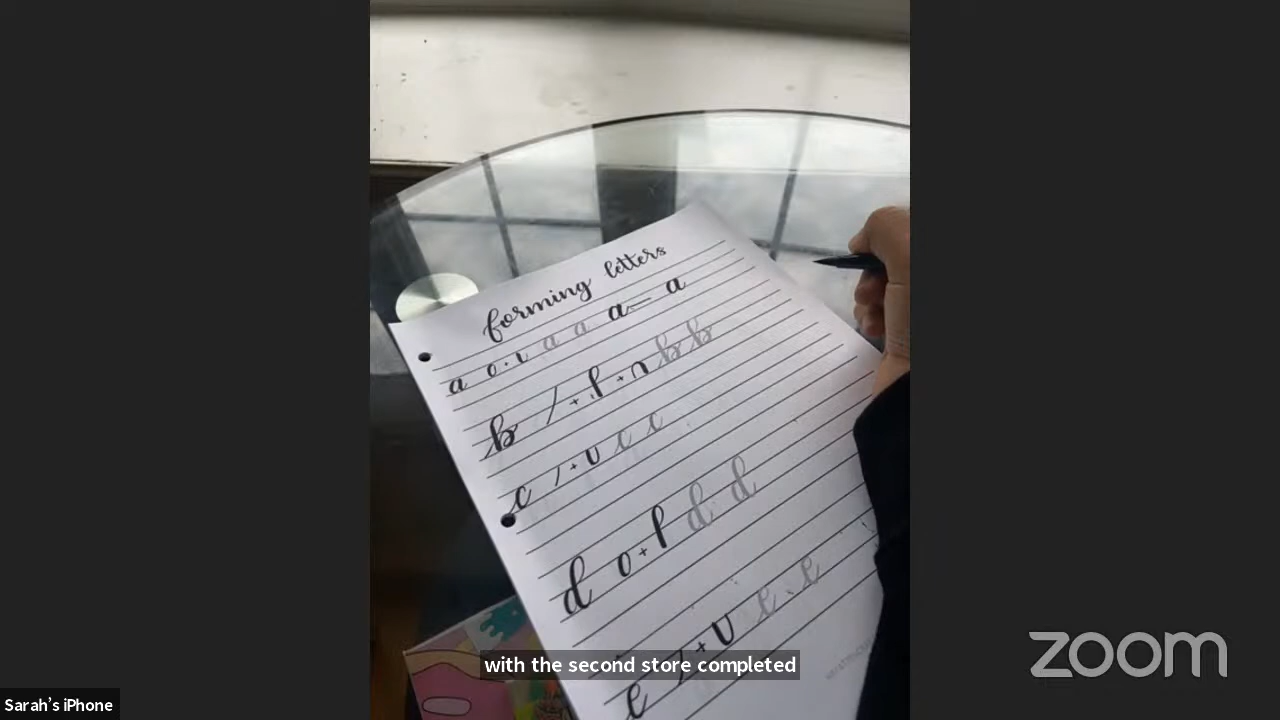 forming letters
a o + ι a a a — a
b / + l + n b b
c / + υ c c
d o + l d d
e / + υ e e
with the second store completed
zoom
Sarah's iPhone